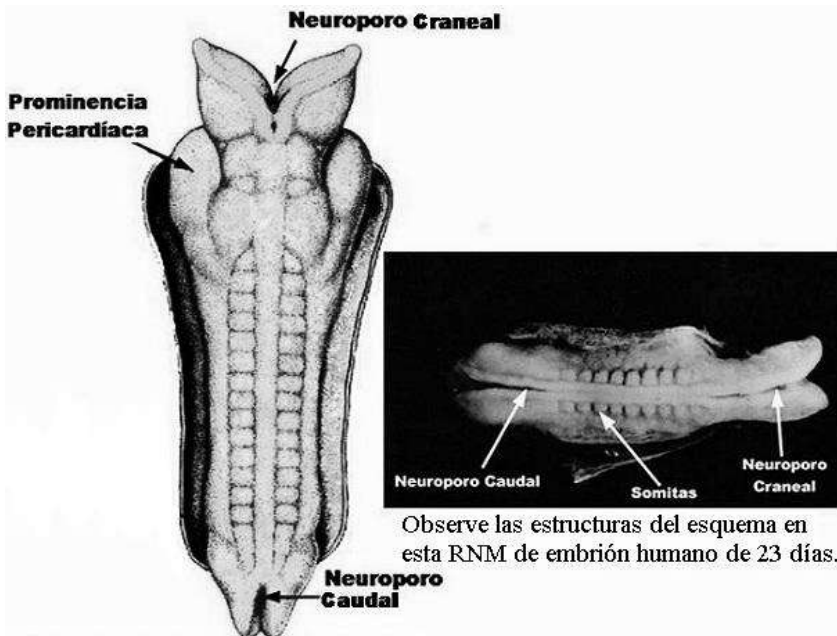 Neuroporo Craneal
Prominencia
Pericardíaca
Neuroporo Caudal
Somitas
Neuroporo
Craneal
Observe las estructuras del esquema en
esta RNM de embrión humano de 23 días.
Neuroporo
Caudal